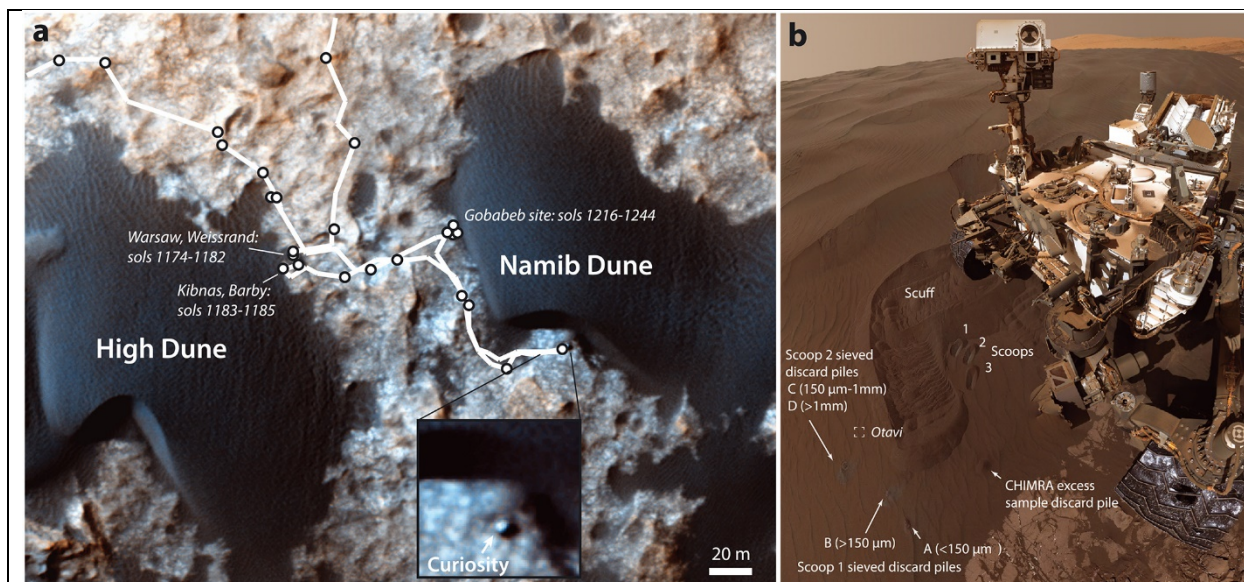 a
Gobabeb site: sols 1216-1244
Warsaw, Weissrand:
sols 1174-1182
Namib Dune
Kibnas, Barby:
sols 1183-1185
High Dune
Curiosity
20 m
b
Scuff
1
2
Scoops
3
Scoop 2 sieved
discard piles
C (150 µm-1mm)
D (>1mm)
Otavi
CHIMRA excess
sample discard pile
B (>150 µm)
A (<150 µm)
Scoop 1 sieved discard piles